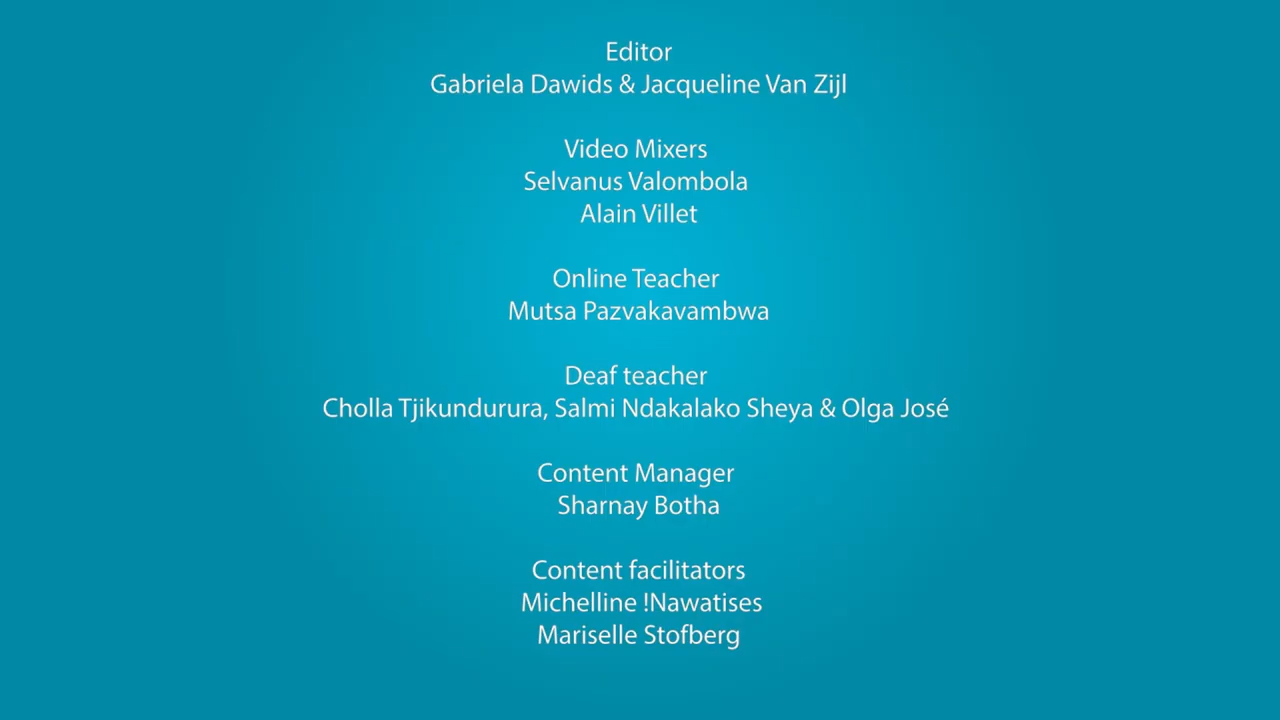 Editor
Gabriela Dawids & Jacqueline Van Zijl
Video Mixers
Selvanus Valombola
Alain Villet
Online Teacher
Mutsa Pazvakavambwa
Deaf teacher
Cholla Tjikundurura, Salmi Ndakalako Sheya & Olga José
Content Manager
Sharnay Botha
Content facilitators
Michelline !Nawatises
Mariselle Stofberg